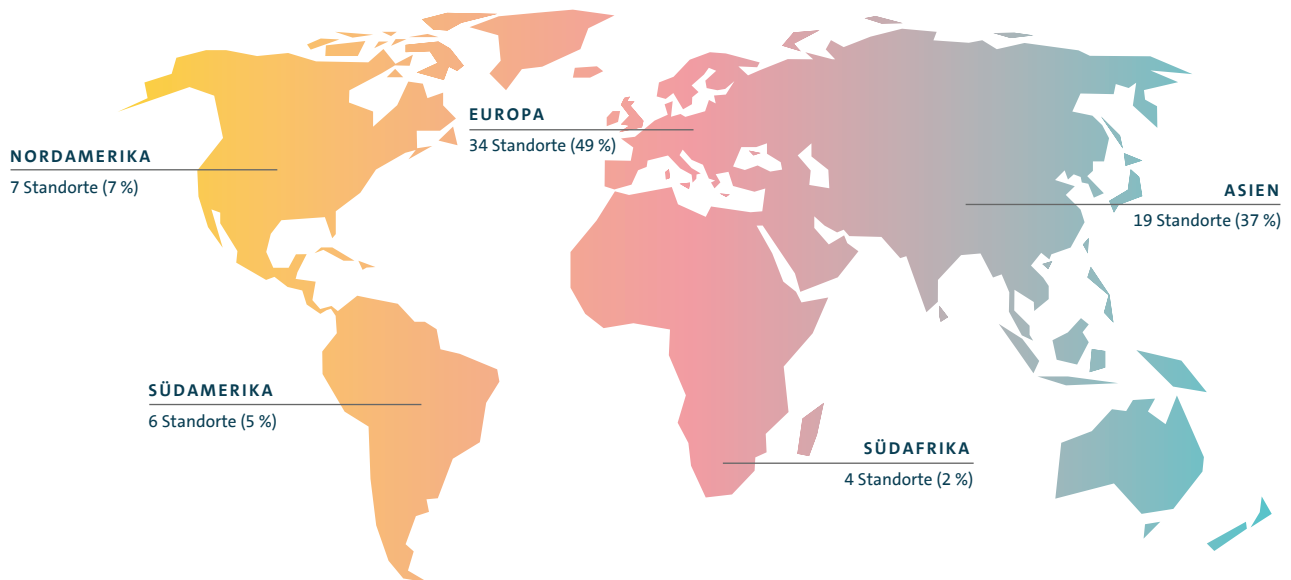 EUROPA
34 Standorte (49 %)
NORDAMERIKA
7 Standorte (7 %)
ASIEN
19 Standorte (37 %)
SÜDAMERIKA
6 Standorte (5 %)
SÜDAFRIKA
4 Standorte (2 %)